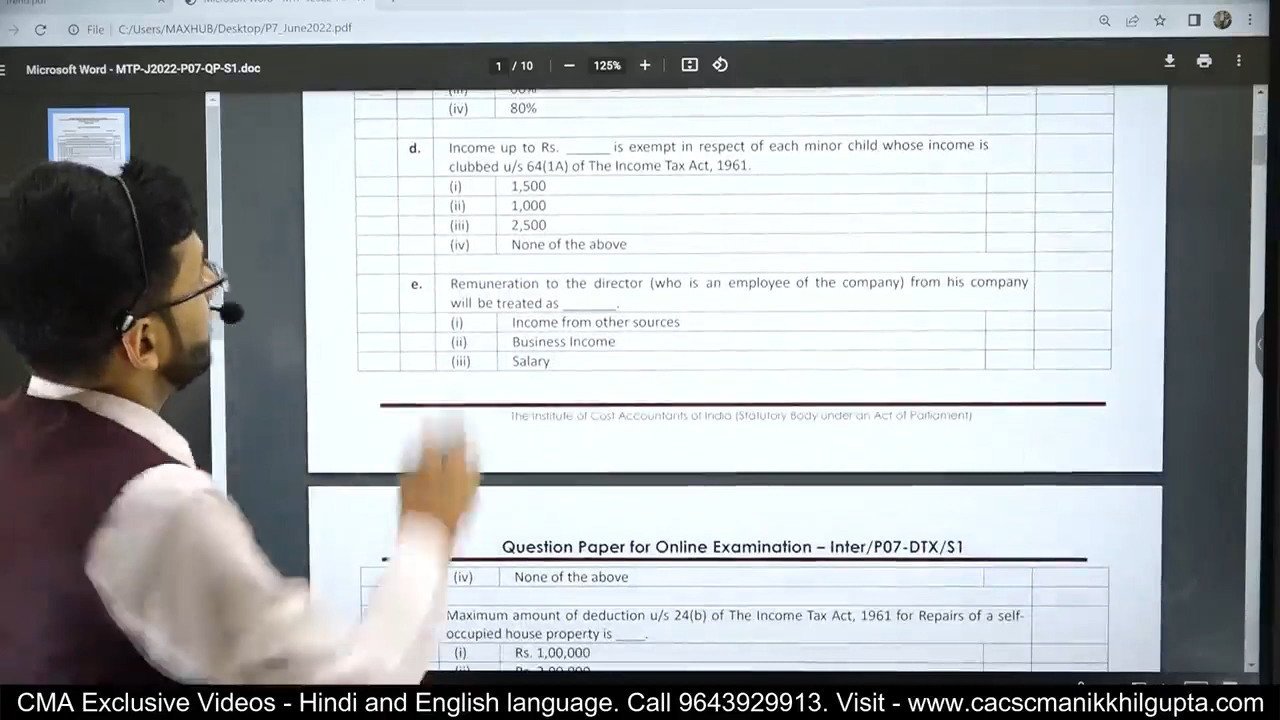 File
C:/Users/MAXHUB/Desktop/P7_June2022.pdf
Microsoft Word - MTP-J2022-P07-QP-S1.doc
1 / 10
125%
(iv) 80%
d. Income up to Rs. ______ is exempt in respect of each minor child whose income is
clubbed u/s 64(1A) of The Income Tax Act, 1961.
(i) 1,500
(ii) 1,000
(iii) 2,500
(iv) None of the above
e. Remuneration to the director (who is an employee of the company) from his company
will be treated as _______.
(i) Income from other sources
(ii) Business Income
(iii) Salary
The Institute of Cost Accountants of India (Statutory Body under an Act of Parliament)
Question Paper for Online Examination – Inter/P07-DTX/S1
(iv) None of the above
Maximum amount of deduction u/s 24(b) of The Income Tax Act, 1961 for Repairs of a self-
occupied house property is ____.
(i) Rs. 1,00,000
CMA Exclusive Videos - Hindi and English language. Call 9643929913. Visit - www.cacscmanikkhilgupta.com